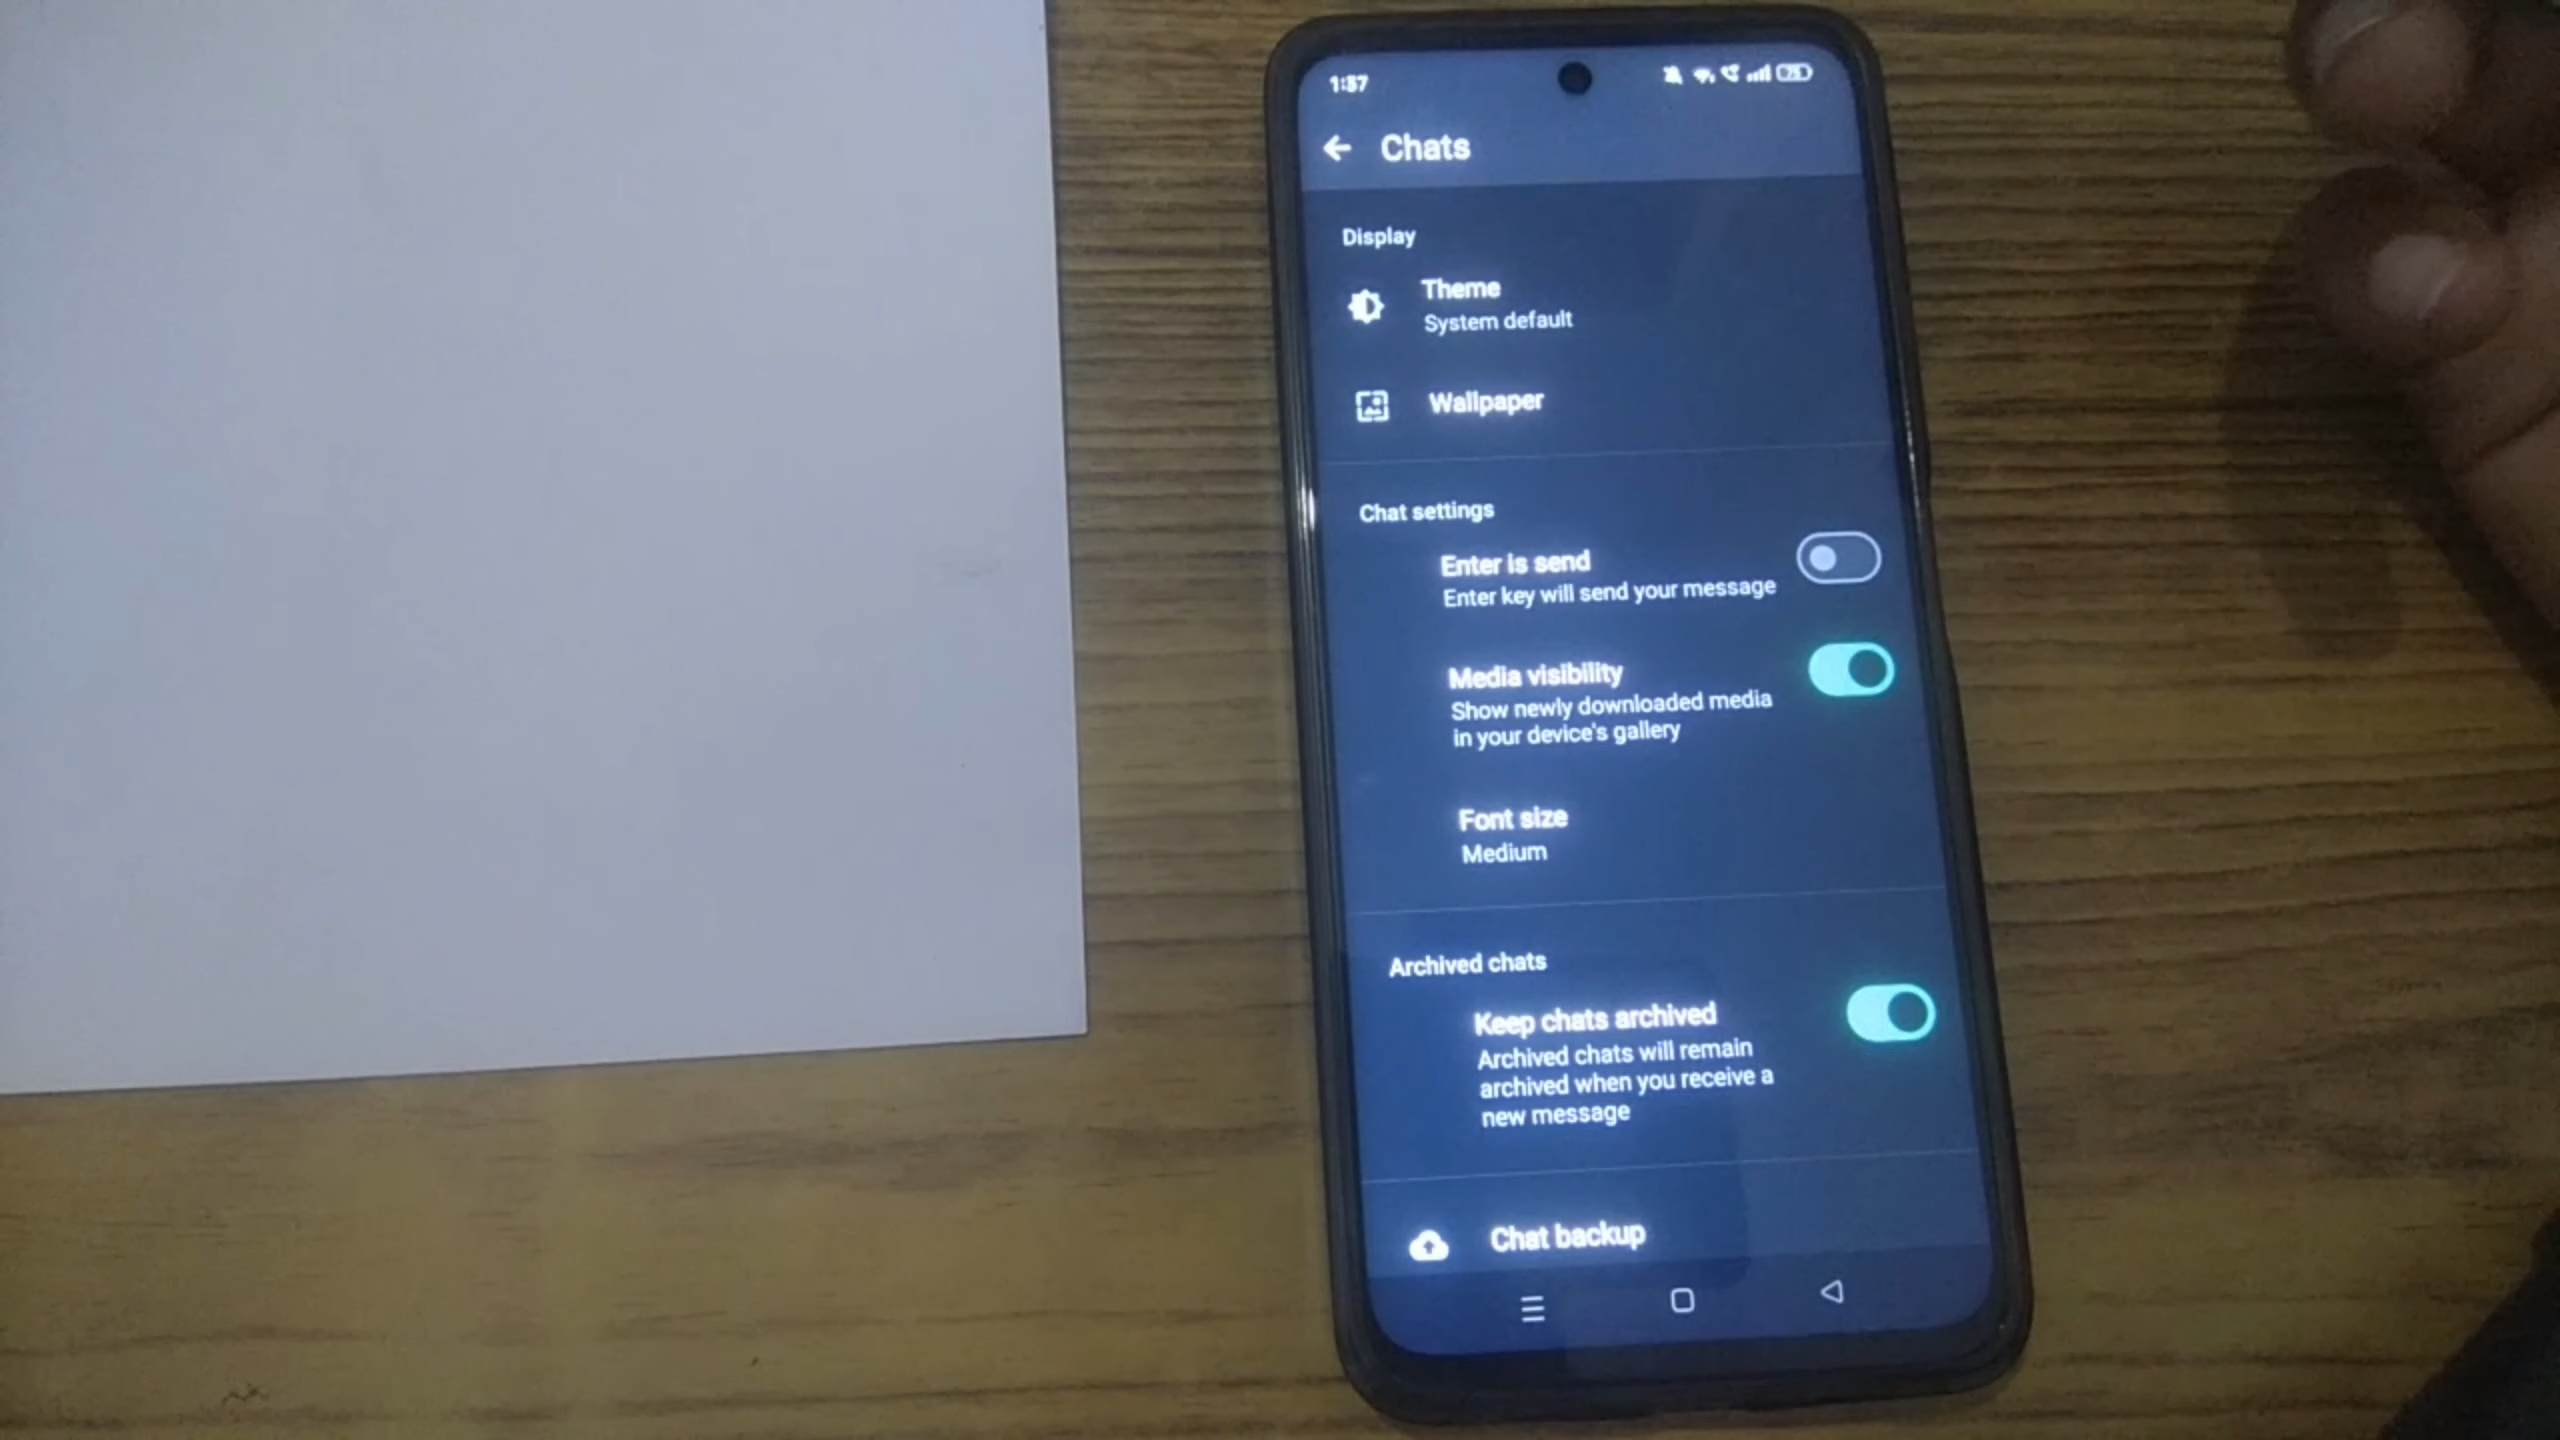 1:57
Chats
Display
Theme
System default
Wallpaper
Chat settings
Enter is send
Enter key will send your message
Media visibility
Show newly downloaded media
in your device's gallery
Font size
Medium
Archived chats
Keep chats archived
Archived chats will remain
archived when you receive a
new message
Chat backup